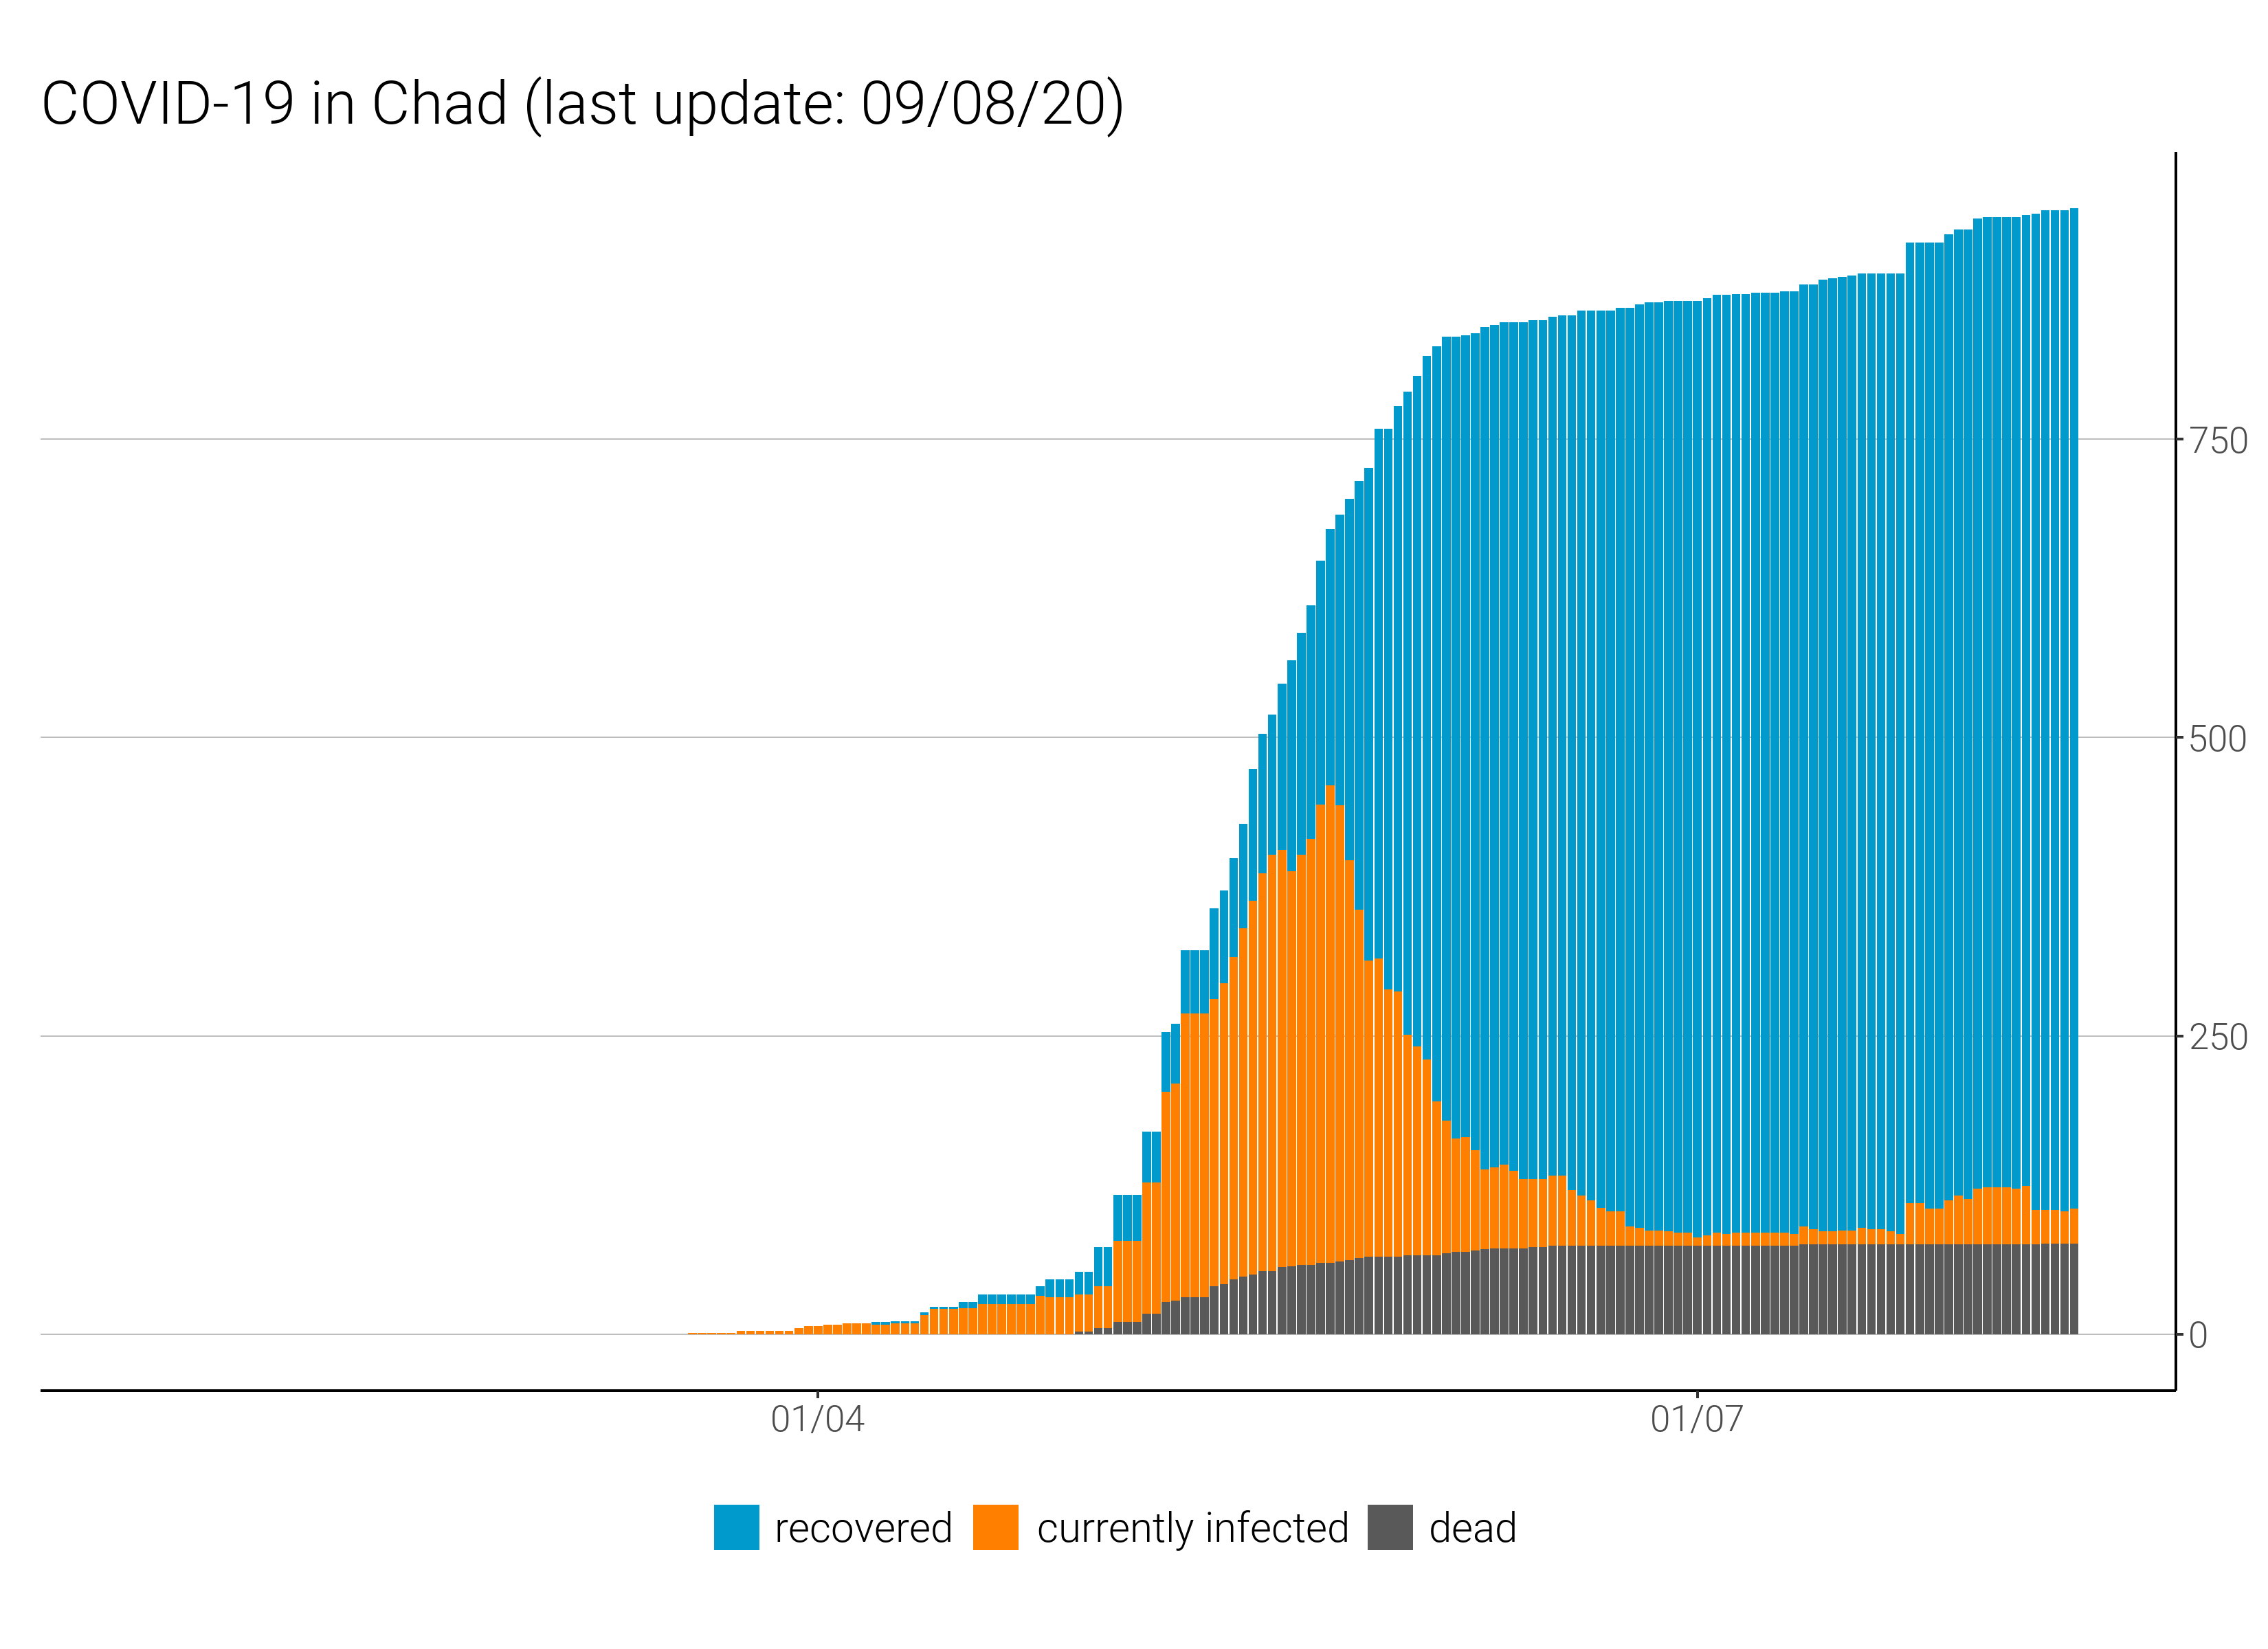 COVID-19 in Chad (last update: 09/08/20)
750
500
250
0
01/04 01/07
recovered currently infected dead